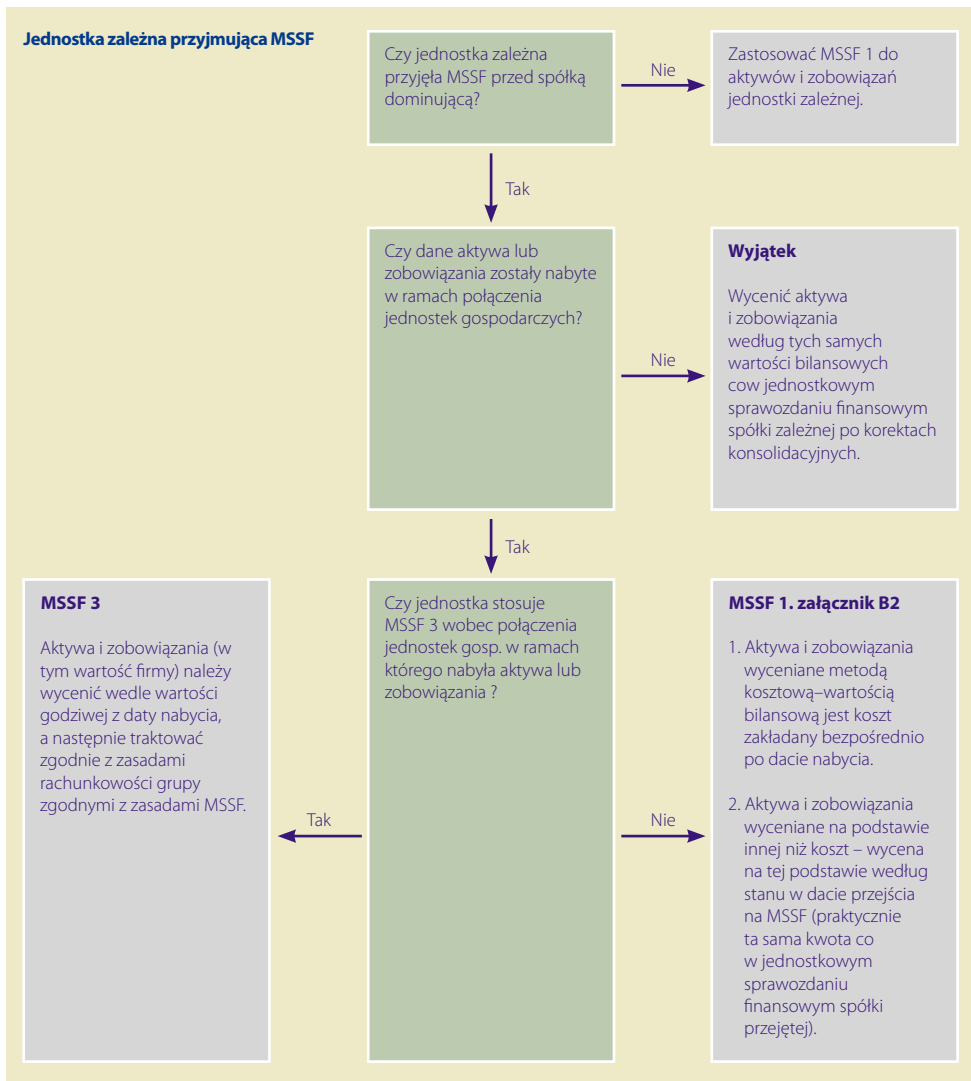 Jednostka zależna przyjmująca MSSF
Czy jednostka zależna
przyjęła MSSF przed spółką
dominującą?
Nie
Zastosować MSSF 1 do
aktywów i zobowiązań
jednostki zależnej.
Tak
Czy dane aktywa lub
zobowiązania zostały nabyte
w ramach połączenia
jednostek gospodarczych?
Nie
Wyjątek
Wycenić aktywa
i zobowiązania
według tych samych
wartości bilansowych
cow jednostkowym
sprawozdaniu finansowym
spółki zależnej po korektach
konsolidacyjnych.
Tak
MSSF 3
Aktywa i zobowiązania (w
tym wartość firmy) należy
wycenić wedle wartości
godziwej z daty nabycia,
a następnie traktować
zgodnie z zasadami
rachunkowości grupy
zgodnymi z zasadami MSSF.
Tak
Czy jednostka stosuje
MSSF 3 wobec połączenia
jednostek gosp. w ramach
którego nabyła aktywa lub
zobowiązania ?
Nie
MSSF 1. załącznik B2
1. Aktywa i zobowiązania
wyceniane metodą
kosztową–wartością
bilansową jest koszt
zakładany bezpośrednio
po dacie nabycia.
2. Aktywa i zobowiązania
wyceniane na podstawie
innej niż koszt – wycena
na tej podstawie według
stanu w dacie przejścia
na MSSF (praktycznie
ta sama kwota co
w jednostkowym
sprawozdaniu
finansowym spółki
przejętej).